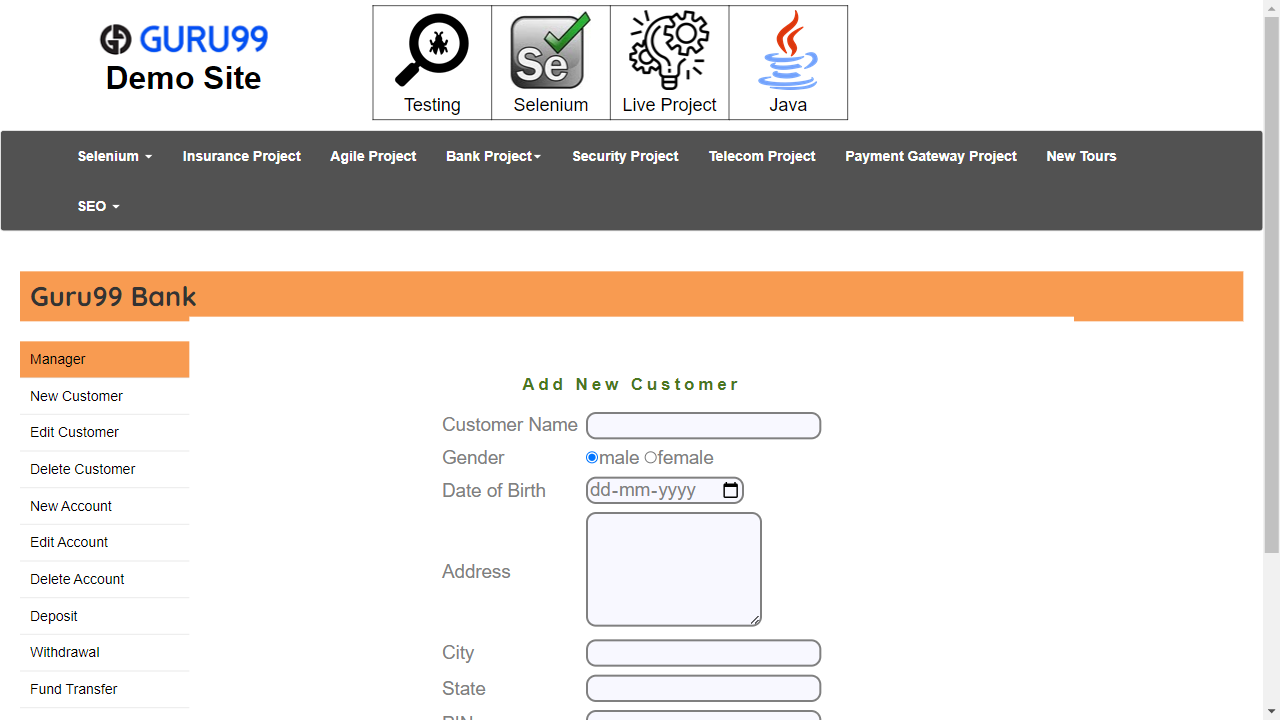 GURU99
Demo Site
Testing
Selenium
Live Project
Java
Selenium
Insurance Project
Agile Project
Bank Project
Security Project
Telecom Project
Payment Gateway Project
New Tours
SEO
Guru99 Bank
Manager
New Customer
Edit Customer
Delete Customer
New Account
Edit Account
Delete Account
Deposit
Withdrawal
Fund Transfer
Add New Customer
Customer Name
Gender male female
Date of Birth dd-mm-yyyy
Address
City
State